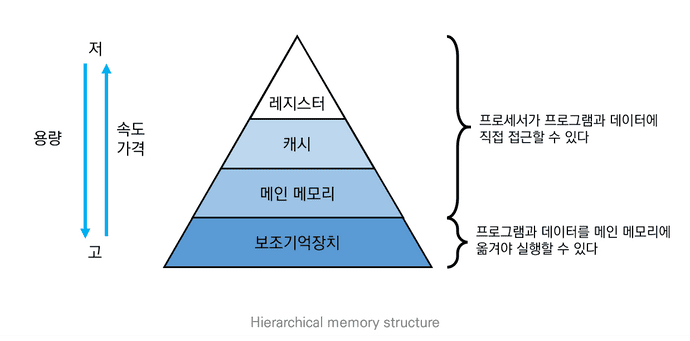 저
용량
속도
가격
고
레지스터
캐시
메인 메모리
보조기억장치
프로세서가 프로그램과 데이터에
직접 접근할 수 있다
프로그램과 데이터를 메인 메모리에
옮겨야 실행할 수 있다
Hierarchical memory structure